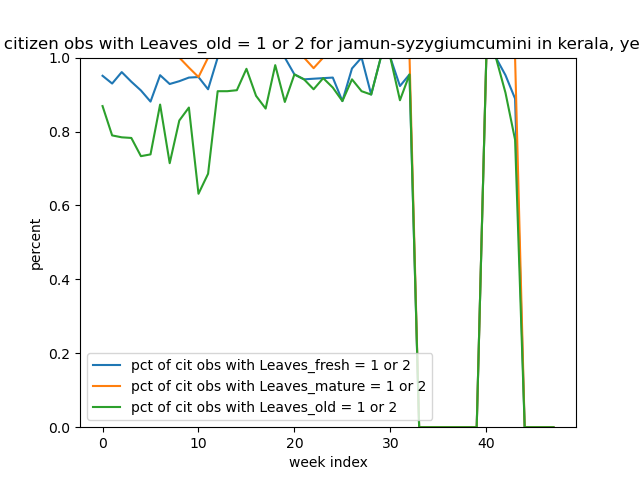 citizen obs with Leaves_old = 1 or 2 for jamun-syzygiumcumini in kerala, ye
1.0
0.8
0.6
0.4
0.2
0.0
percent
pct of cit obs with Leaves_fresh = 1 or 2
pct of cit obs with Leaves_mature = 1 or 2
pct of cit obs with Leaves_old = 1 or 2
0 10 20 30 40
week index